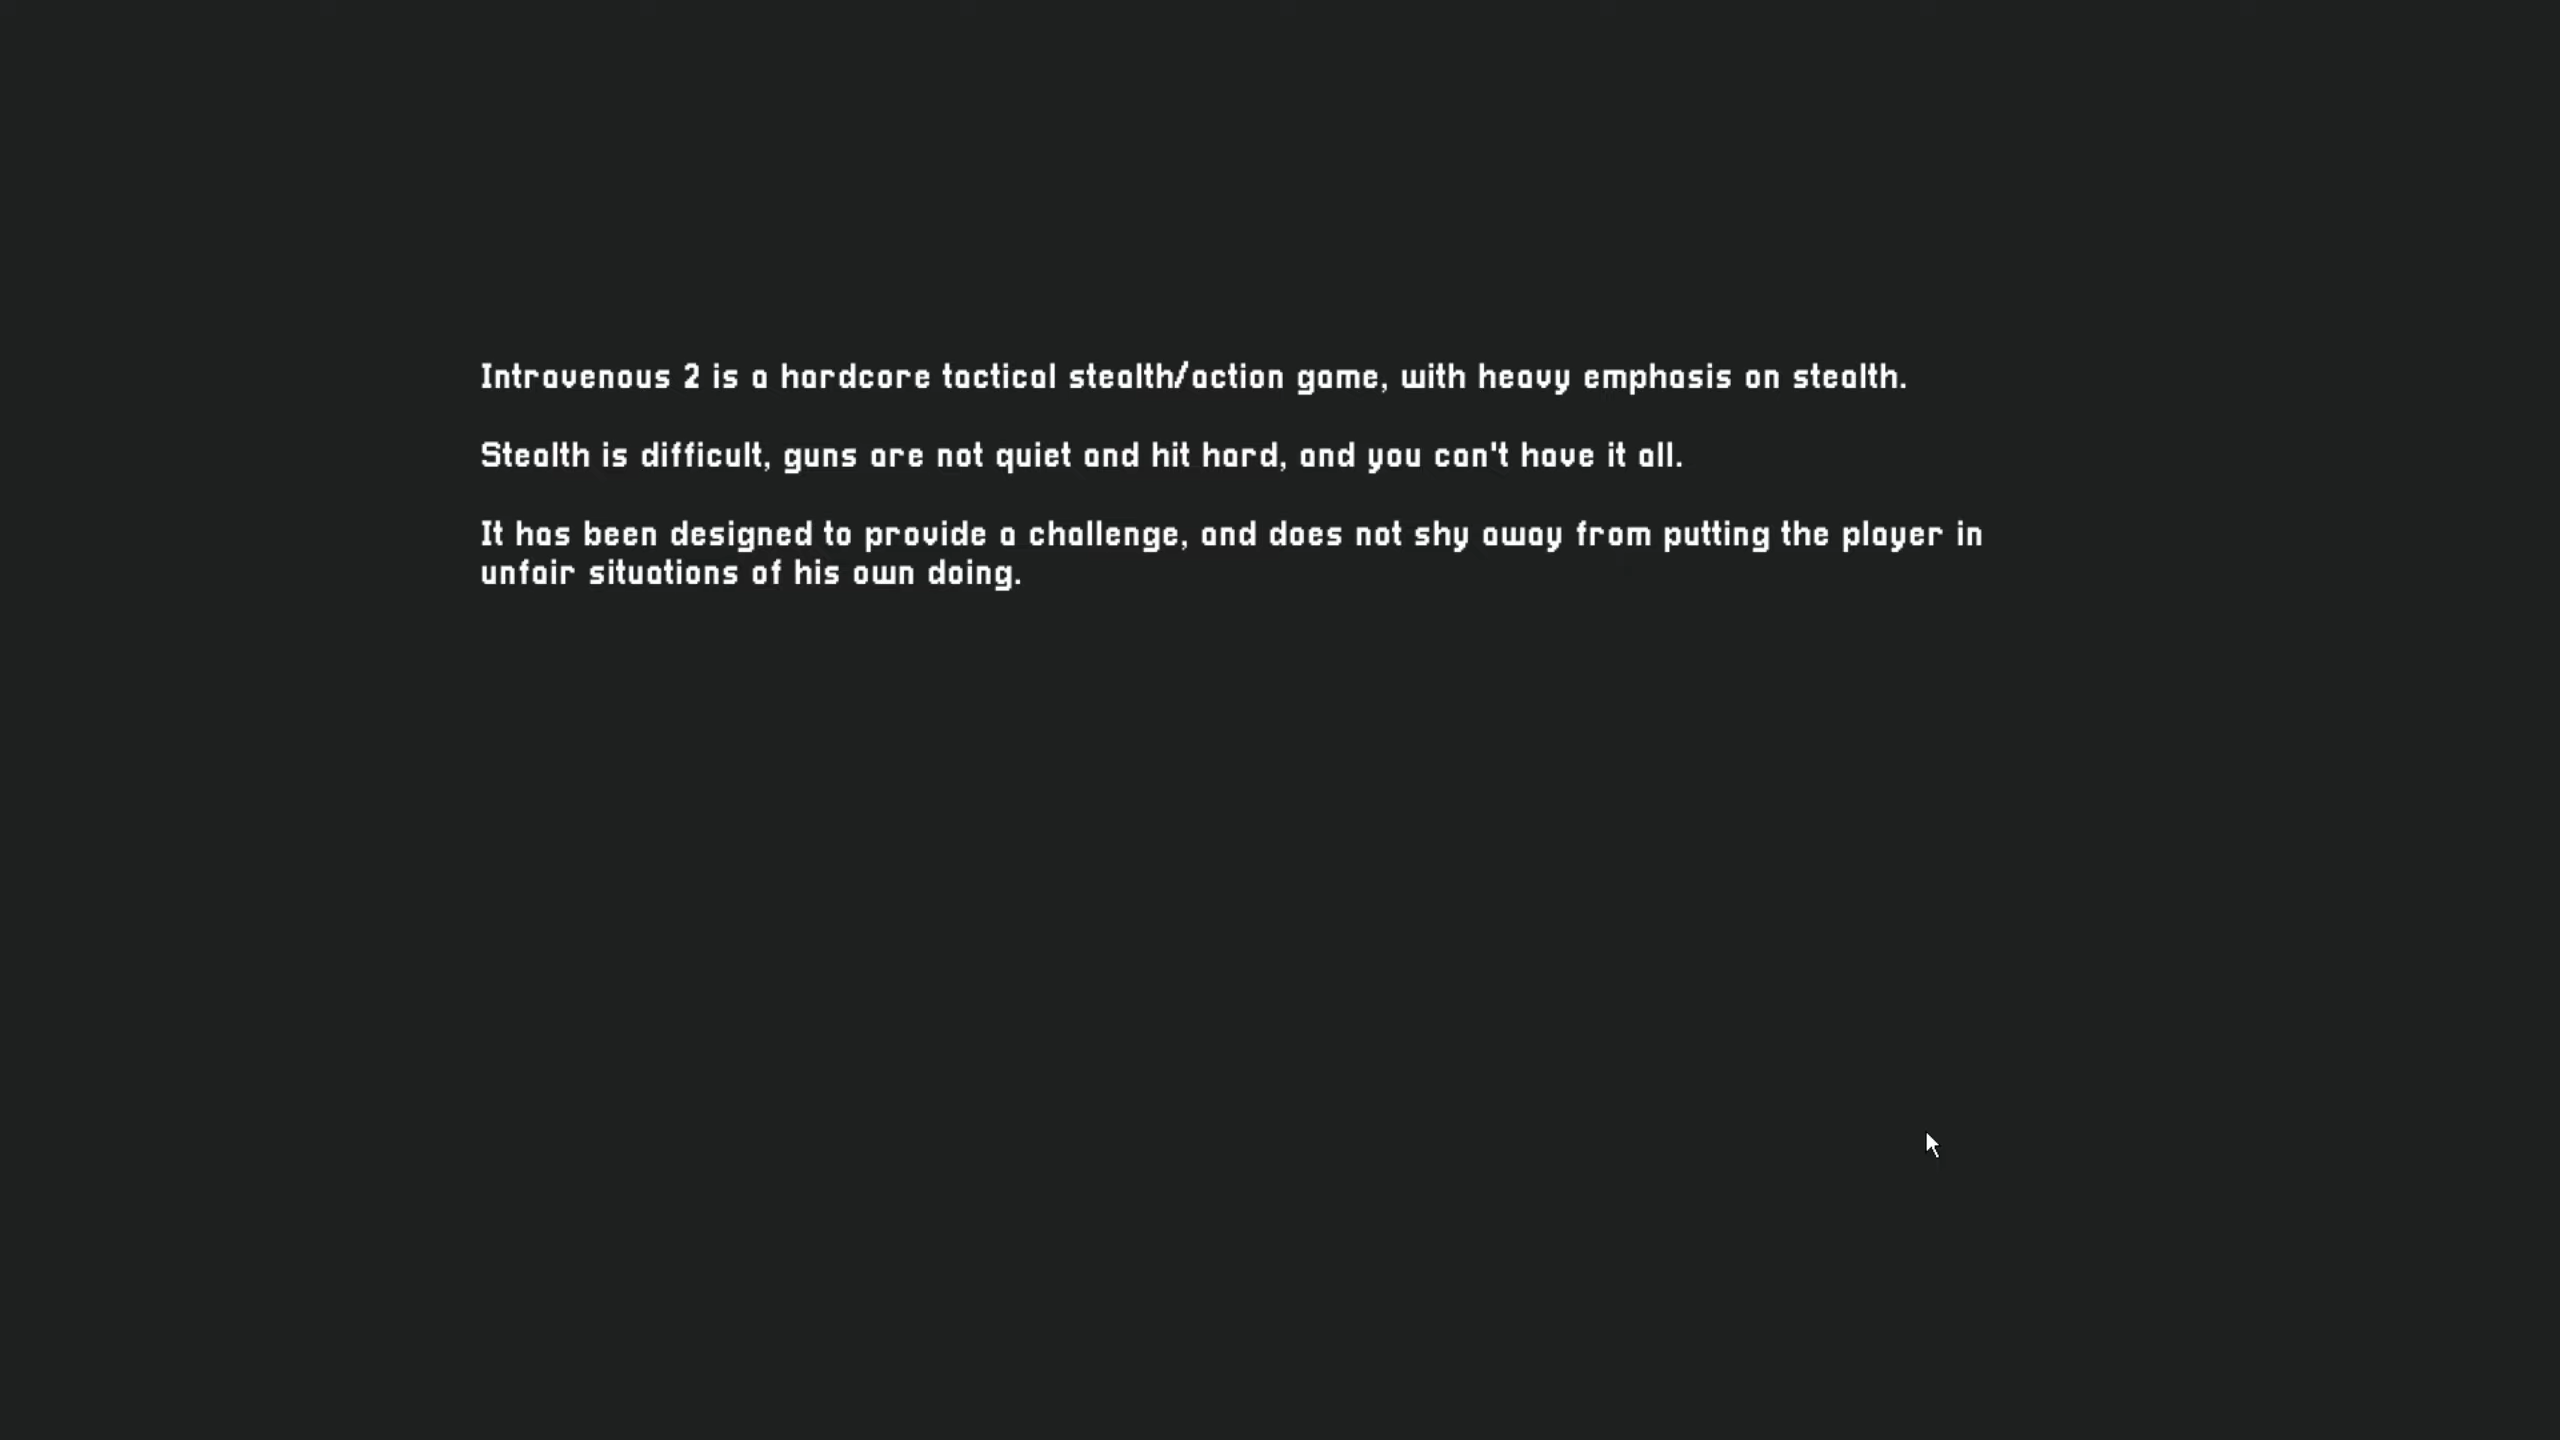 Intravenous 2 is a hardcore tactical stealth/action game, with heavy emphasis on stealth.
Stealth is difficult, guns are not quiet and hit hard, and you can't have it all.
It has been designed to provide a challenge, and does not shy away from putting the player in
unfair situations of his own doing.